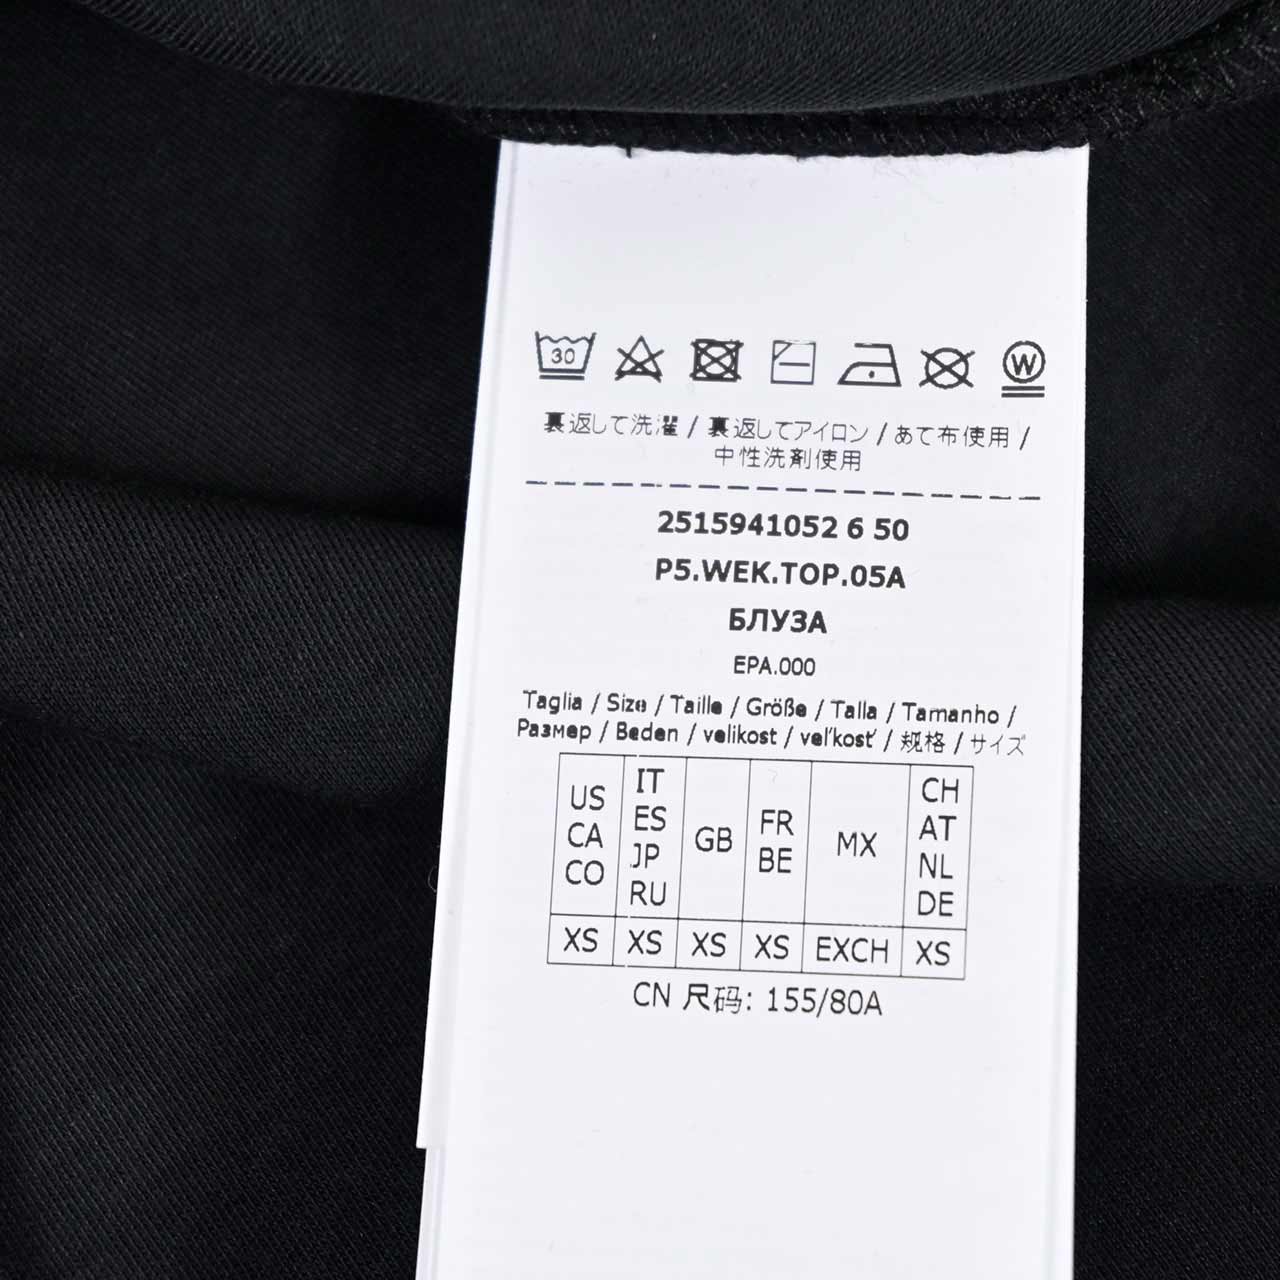 30 W
裏返して洗濯 / 裏返してアイロン / あて布使用 /
中性洗剤使用
2515941052 6 50
P5.WEK.TOP.05A
БЛУЗА
EPA.000
Taglia / Size / Taille / Größe / Talla / Tamanho /
Размер / Beden / velikost / veľkosť / 规格 / サイズ
US CA CO IT ES JP RU GB FR BE MX CH AT NL DE
XS XS XS XS EXCH XS
CN 尺码: 155/80A